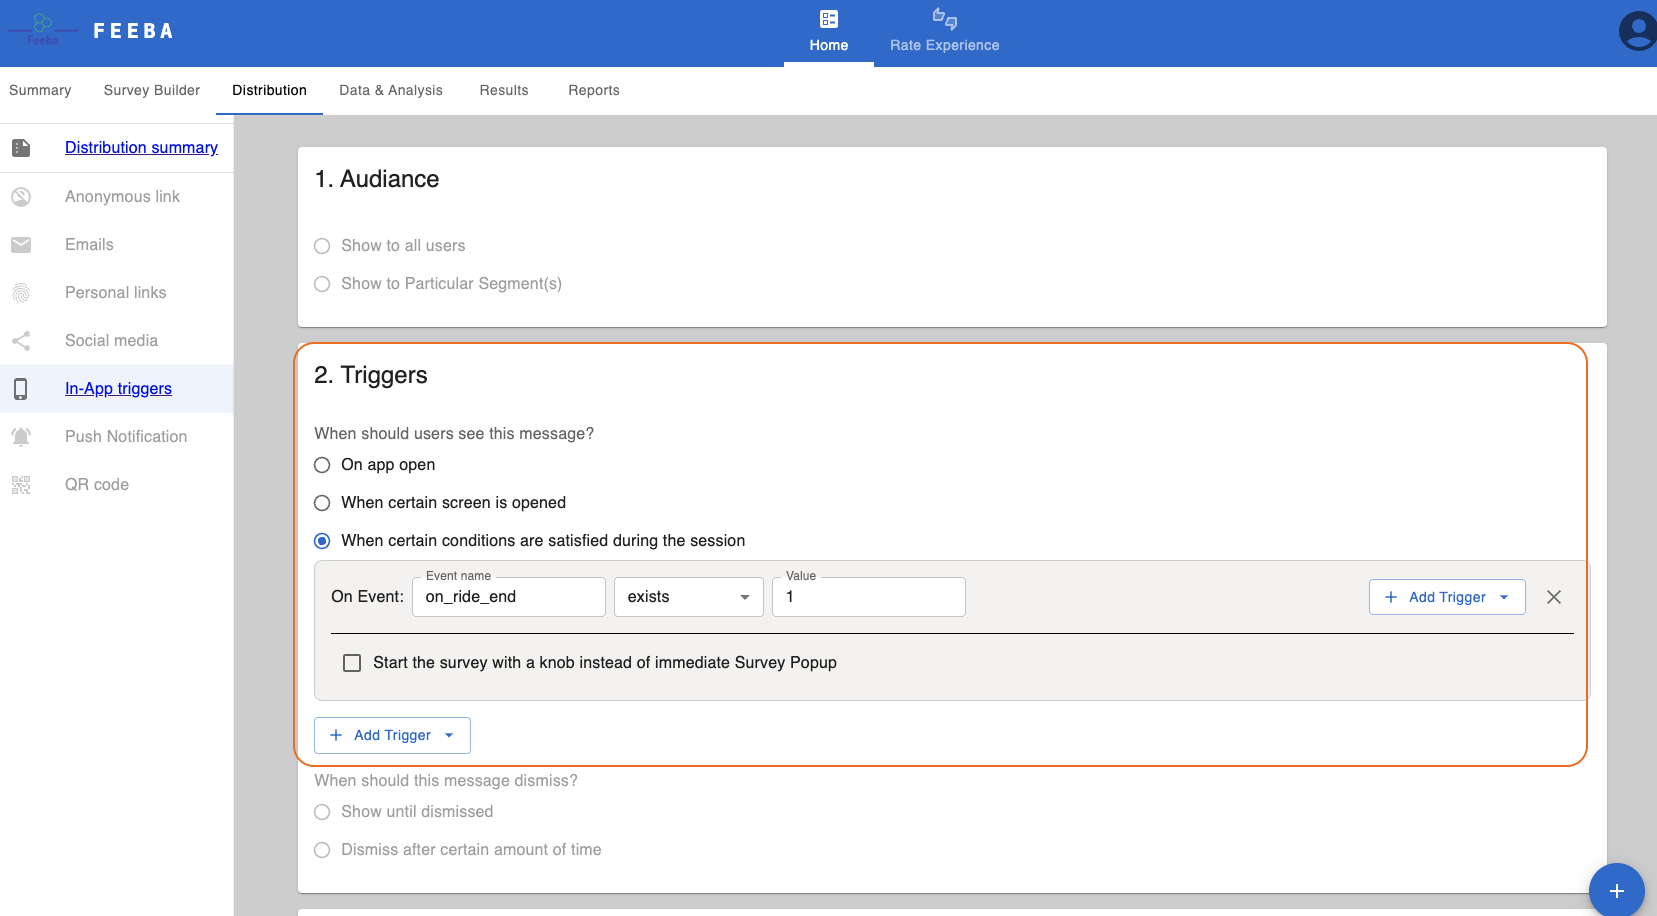 Feeba
FEEBA
Home
Rate Experience
Summary
Survey Builder
Distribution
Data & Analysis
Results
Reports
Distribution summary
Anonymous link
Emails
Personal links
Social media
In-App triggers
Push Notification
QR code
1. Audiance
Show to all users
Show to Particular Segment(s)
2. Triggers
When should users see this message?
On app open
When certain screen is opened
When certain conditions are satisfied during the session
On Event:
Event name
on_ride_end
exists
Value
1
Add Trigger
Start the survey with a knob instead of immediate Survey Popup
Add Trigger
When should this message dismiss?
Show until dismissed
Dismiss after certain amount of time